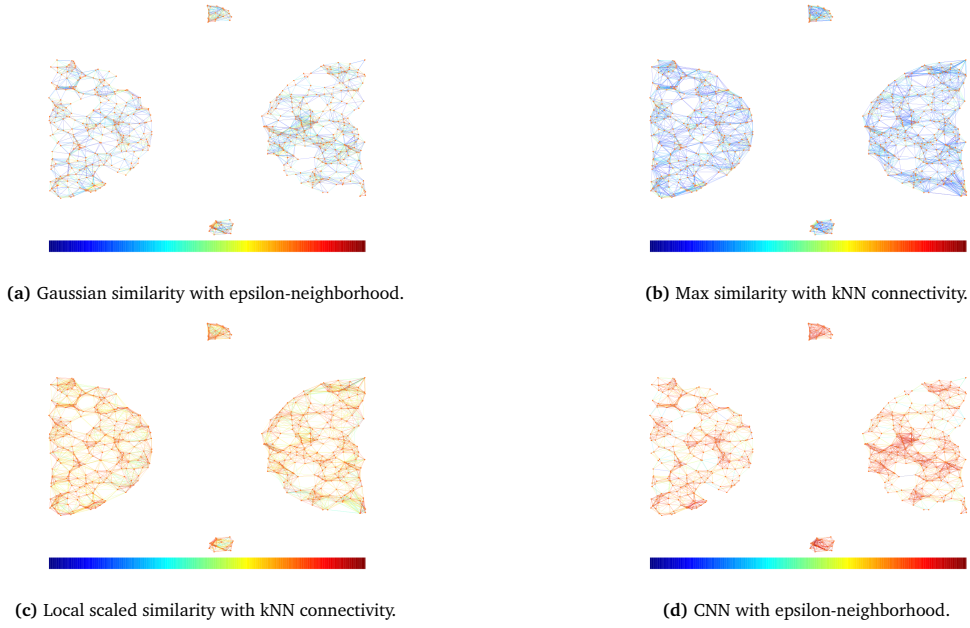 (a) Gaussian similarity with epsilon-neighborhood.
(b) Max similarity with kNN connectivity.
(c) Local scaled similarity with kNN connectivity.
(d) CNN with epsilon-neighborhood.